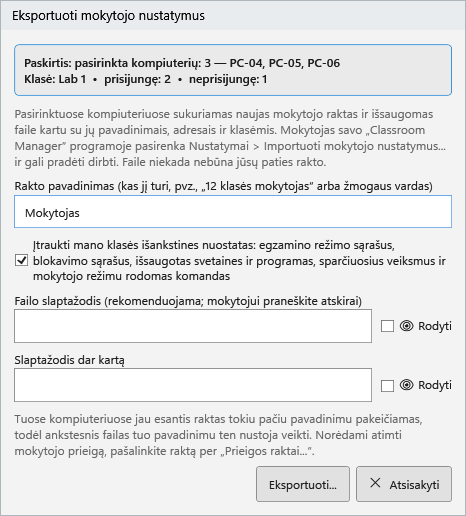 Eksportuoti mokytojo nustatymus
Paskirtis: pasirinkta kompiuterių: 3 — PC-04, PC-05, PC-06
Klasė: Lab 1 • prisijungę: 2 • neprisijungę: 1
Pasirinktuose kompiuteriuose sukuriamas naujas mokytojo raktas ir išsaugomas
faile kartu su jų pavadinimais, adresais ir klasėmis. Mokytojas savo „Classroom
Manager“ programoje pasirenka Nustatymai > Importuoti mokytojo nustatymus...
ir gali pradėti dirbti. Faile niekada nebūna jūsų paties rakto.
Rakto pavadinimas (kas jį turi, pvz., „12 klasės mokytojas“ arba žmogaus vardas)
Mokytojas
Įtraukti mano klasės išankstines nuostatas: egzamino režimo sąrašus,
blokavimo sąrašus, išsaugotas svetaines ir programas, sparčiuosius veiksmus ir
mokytojo režimu rodomas komandas
Failo slaptažodis (rekomenduojama; mokytojui praneškite atskirai)
Rodyti
Slaptažodis dar kartą
Rodyti
Tuose kompiuteriuose jau esantis raktas tokiu pačiu pavadinimu pakeičiamas,
todėl ankstesnis failas tuo pavadinimu ten nustoja veikti. Norėdami atimti
mokytojo prieigą, pašalinkite raktą per „Prieigos raktai...“.
Eksportuoti...
Atsisakyti